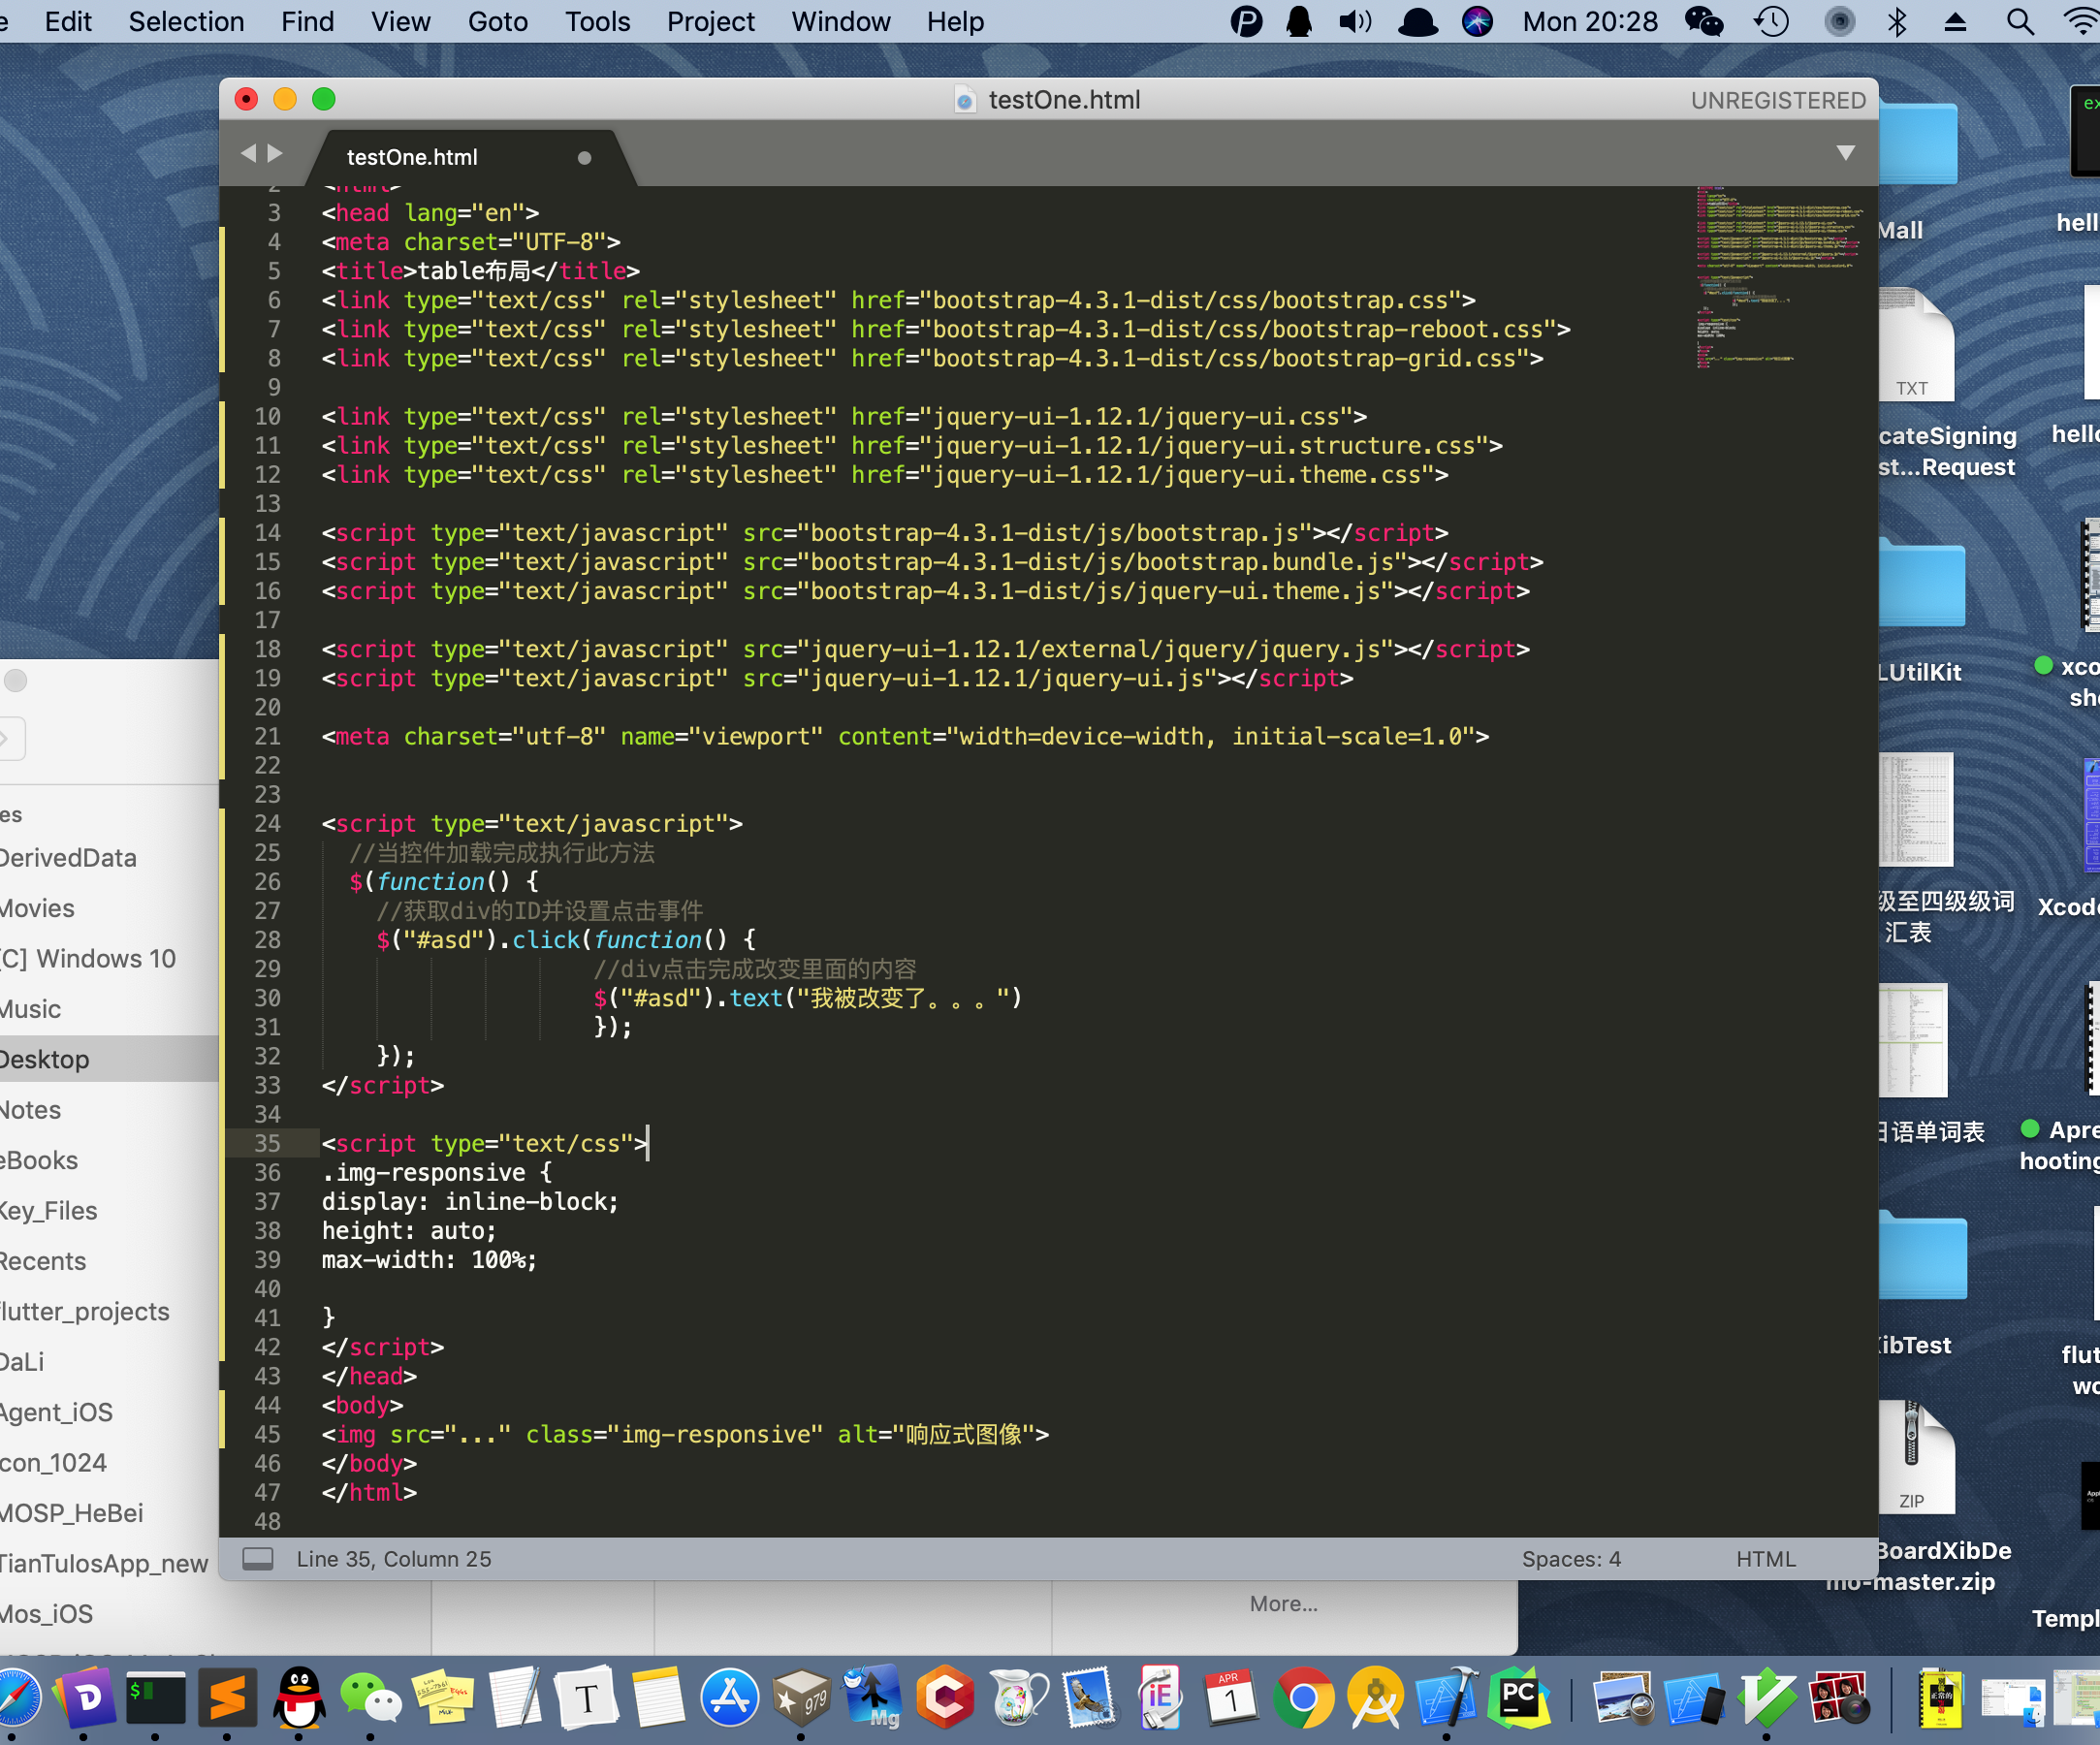 Edit Selection Find View Goto Tools Project Window Help Mon 20:28
testOne.html UNREGISTERED
testOne.html
2 <html>
3 <head lang="en">
4 <meta charset="UTF-8">
5 <title>table布局</title>
6 <link type="text/css" rel="stylesheet" href="bootstrap-4.3.1-dist/css/bootstrap.css">
7 <link type="text/css" rel="stylesheet" href="bootstrap-4.3.1-dist/css/bootstrap-reboot.css">
8 <link type="text/css" rel="stylesheet" href="bootstrap-4.3.1-dist/css/bootstrap-grid.css">
9
10 <link type="text/css" rel="stylesheet" href="jquery-ui-1.12.1/jquery-ui.css">
11 <link type="text/css" rel="stylesheet" href="jquery-ui-1.12.1/jquery-ui.structure.css">
12 <link type="text/css" rel="stylesheet" href="jquery-ui-1.12.1/jquery-ui.theme.css">
13
14 <script type="text/javascript" src="bootstrap-4.3.1-dist/js/bootstrap.js"></script>
15 <script type="text/javascript" src="bootstrap-4.3.1-dist/js/bootstrap.bundle.js"></script>
16 <script type="text/javascript" src="bootstrap-4.3.1-dist/js/jquery-ui.theme.js"></script>
17
18 <script type="text/javascript" src="jquery-ui-1.12.1/external/jquery/jquery.js"></script>
19 <script type="text/javascript" src="jquery-ui-1.12.1/jquery-ui.js"></script>
20
21 <meta charset="utf-8" name="viewport" content="width=device-width, initial-scale=1.0">
22
23
24 <script type="text/javascript">
25 //当控件加载完成执行此方法
26 $(function() {
27 //获取div的ID并设置点击事件
28 $("#asd").click(function() {
29 //div点击完成改变里面的内容
30 $("#asd").text("我被改变了。。。")
31 });
32 });
33 </script>
34
35 <script type="text/css">
36 .img-responsive {
37 display: inline-block;
38 height: auto;
39 max-width: 100%;
40
41 }
42 </script>
43 </head>
44 <body>
45 <img src="..." class="img-responsive" alt="响应式图像">
46 </body>
47 </html>
48
Line 35, Column 25 Spaces: 4 HTML
More...
es
DerivedData
Movies
[C] Windows 10
Music
Desktop
Notes
eBooks
Key_Files
Recents
flutter_projects
DaLi
Agent_iOS
con_1024
MOSP_HeBei
TianTulosApp_new
Mos_iOS
Mall
hell
TXT
cateSigning
st...Request
hello
LUtilKit
xco
sho
级至四级级词
汇表
Xcode
日语单词表
Apre
hooting
XibTest
flut
wo
ZIP
BoardXibDe
mo-master.zip
Templ
979
Mg
iE
APR
1
PC
T